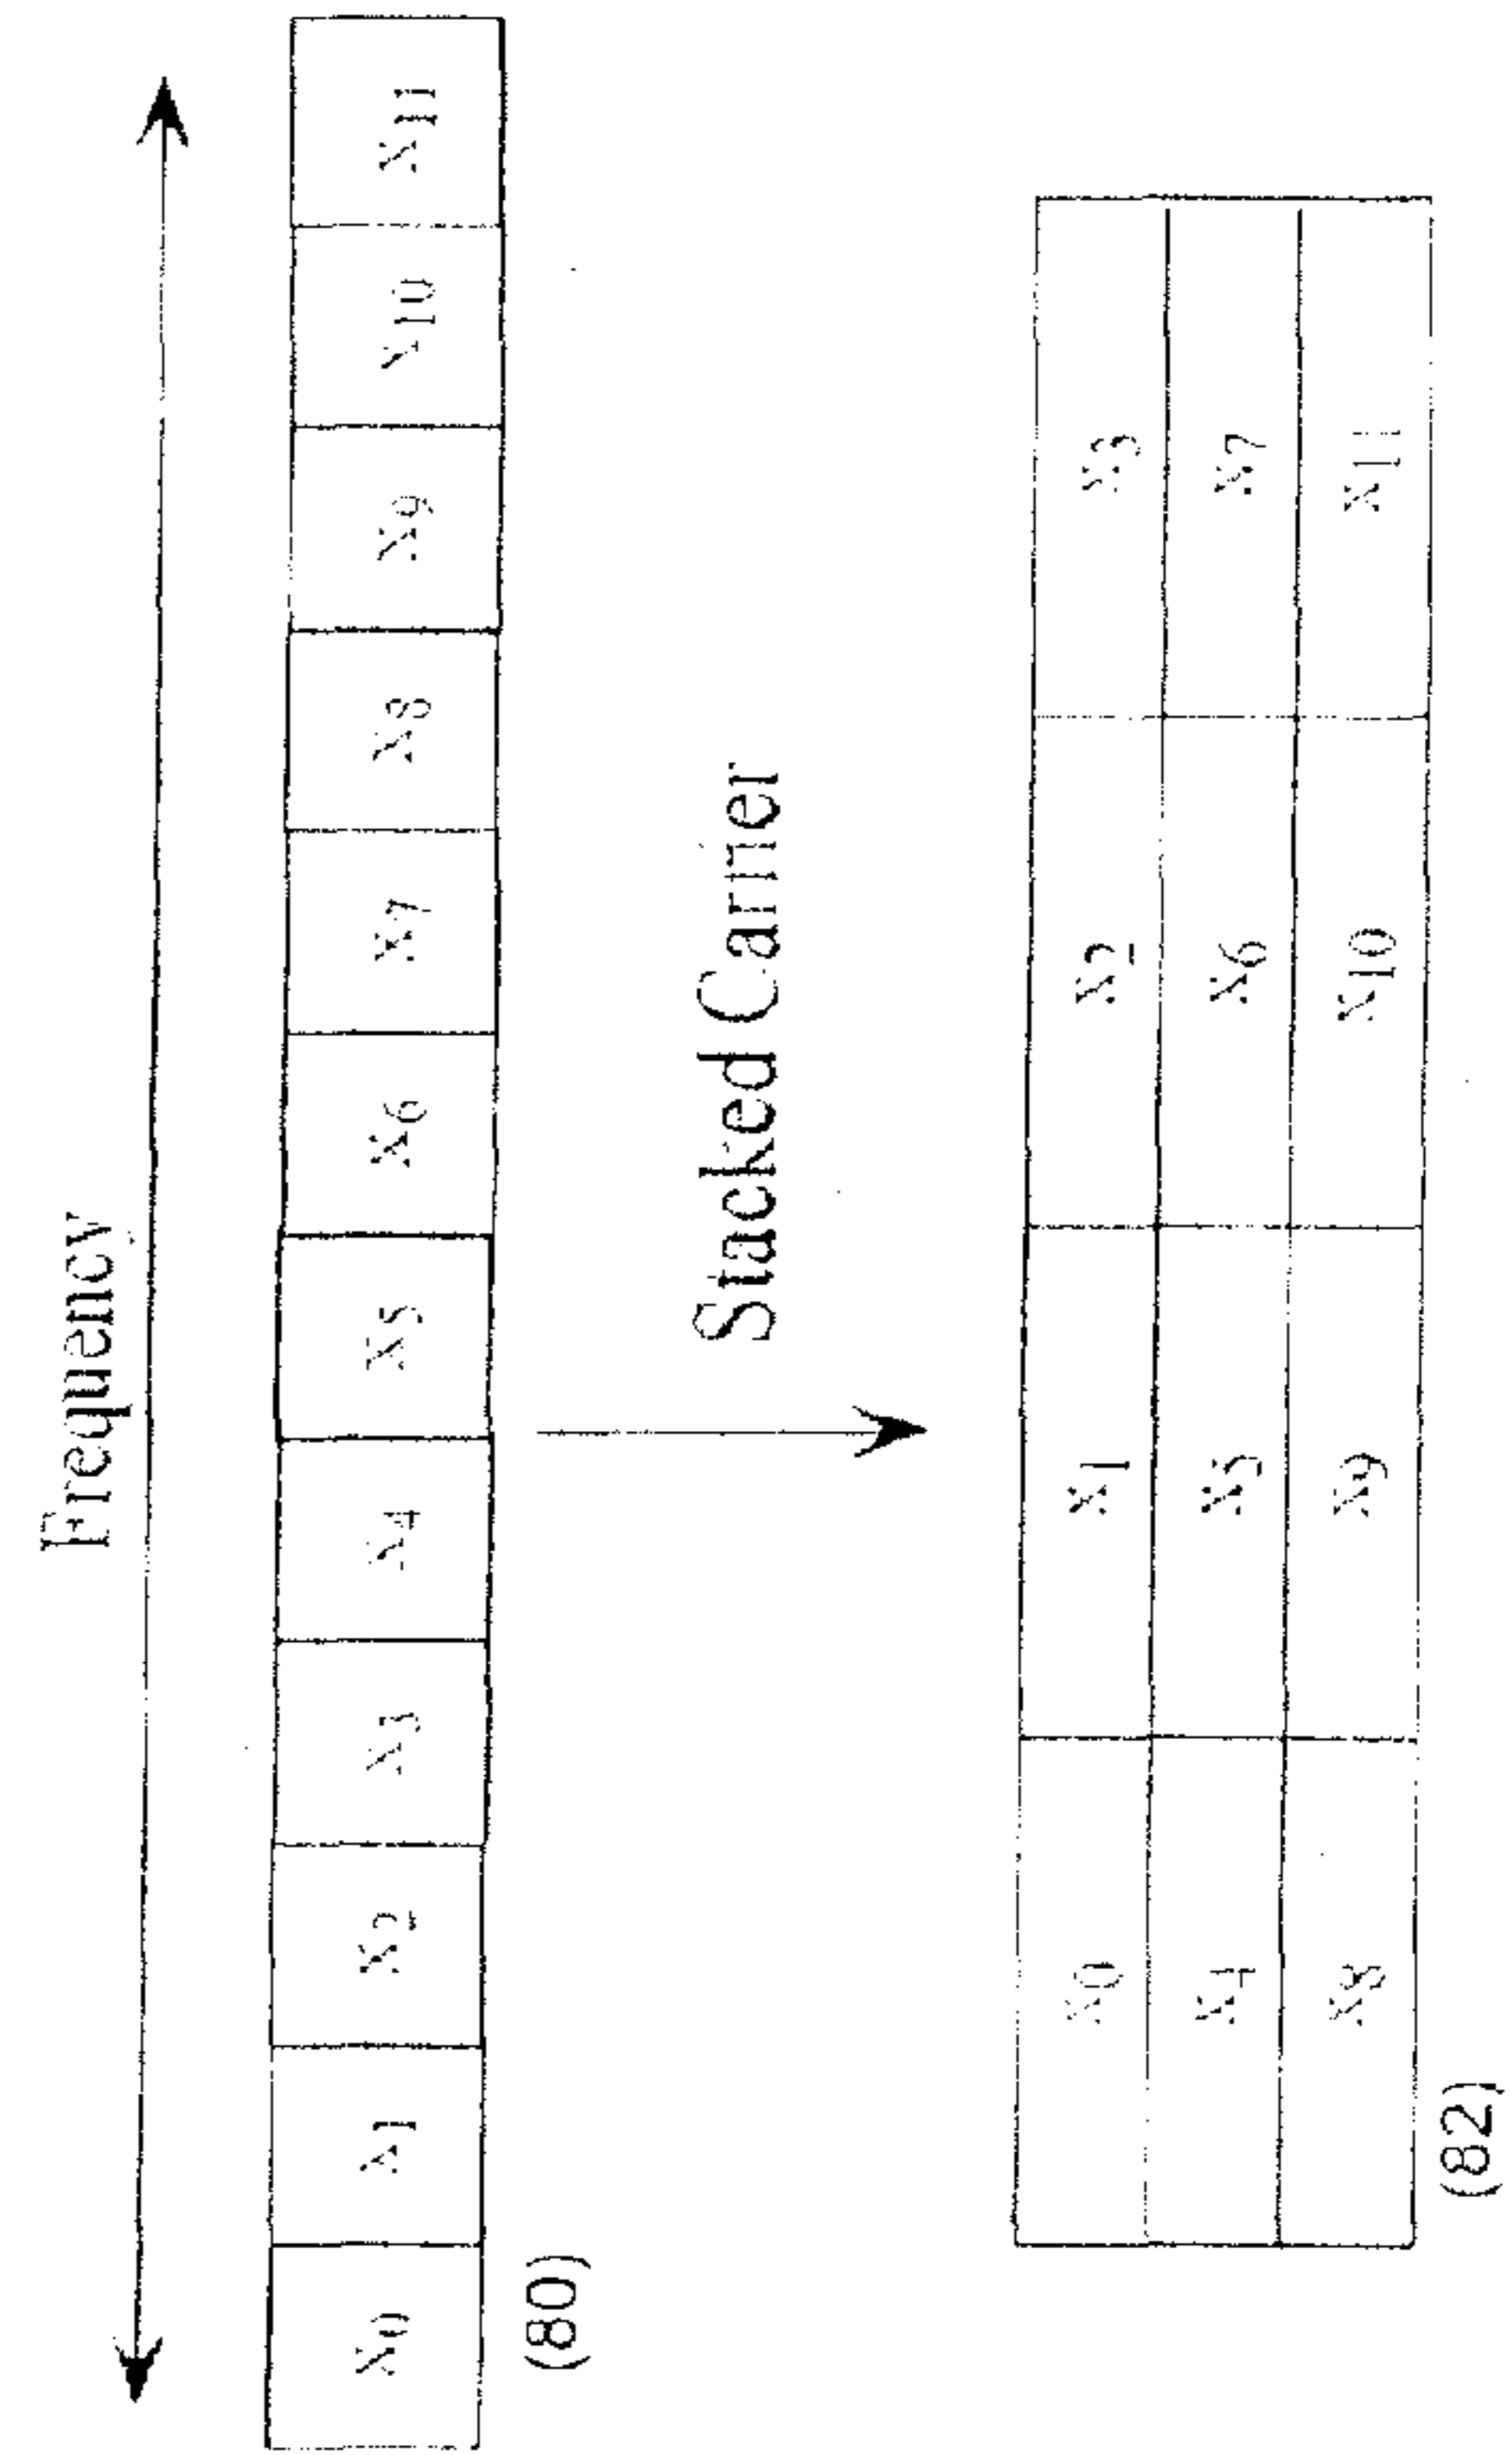 Frequency
X0 X1 X2 X3 X4 X5 X6 X7 X8 X9 X10 X11
(80)
Stacked Carrier
X0 X1 X2 X3
X4 X5 X6 X7
X8 X9 X10 X11
(82)